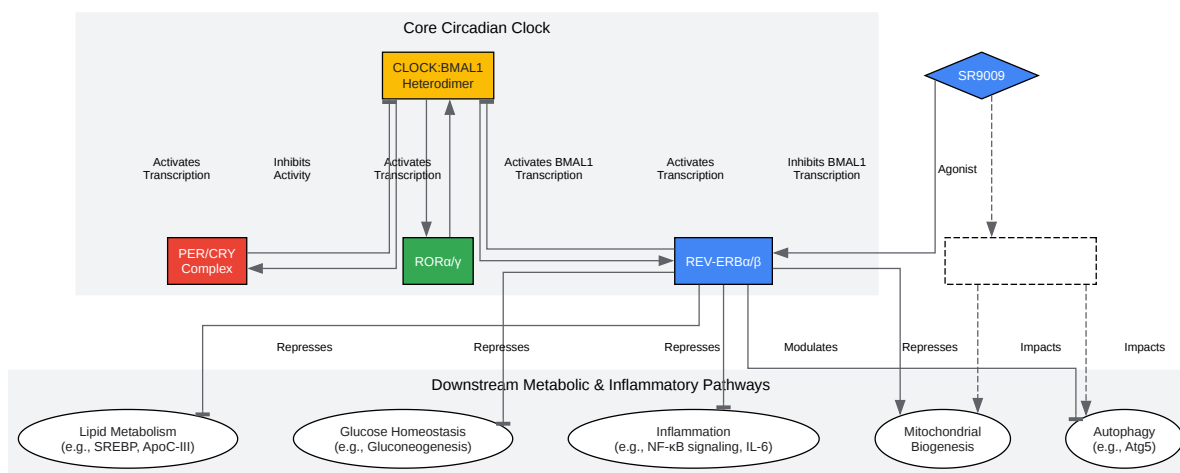 Core Circadian Clock
CLOCK:BMAL1
Heterodimer
SR9009
Activates
Transcription
Inhibits
Activity
Activates
Transcription
Activates BMAL1
Transcription
Activates
Transcription
Inhibits BMAL1
Transcription
Agonist
PER/CRY
Complex
RORα/γ
REV-ERBα/β
Represses
Represses
Represses
Modulates
Represses
Impacts
Impacts
Downstream Metabolic & Inflammatory Pathways
Lipid Metabolism
(e.g., SREBP, ApoC-III)
Glucose Homeostasis
(e.g., Gluconeogenesis)
Inflammation
(e.g., NF-κB signaling, IL-6)
Mitochondrial
Biogenesis
Autophagy
(e.g., Atg5)